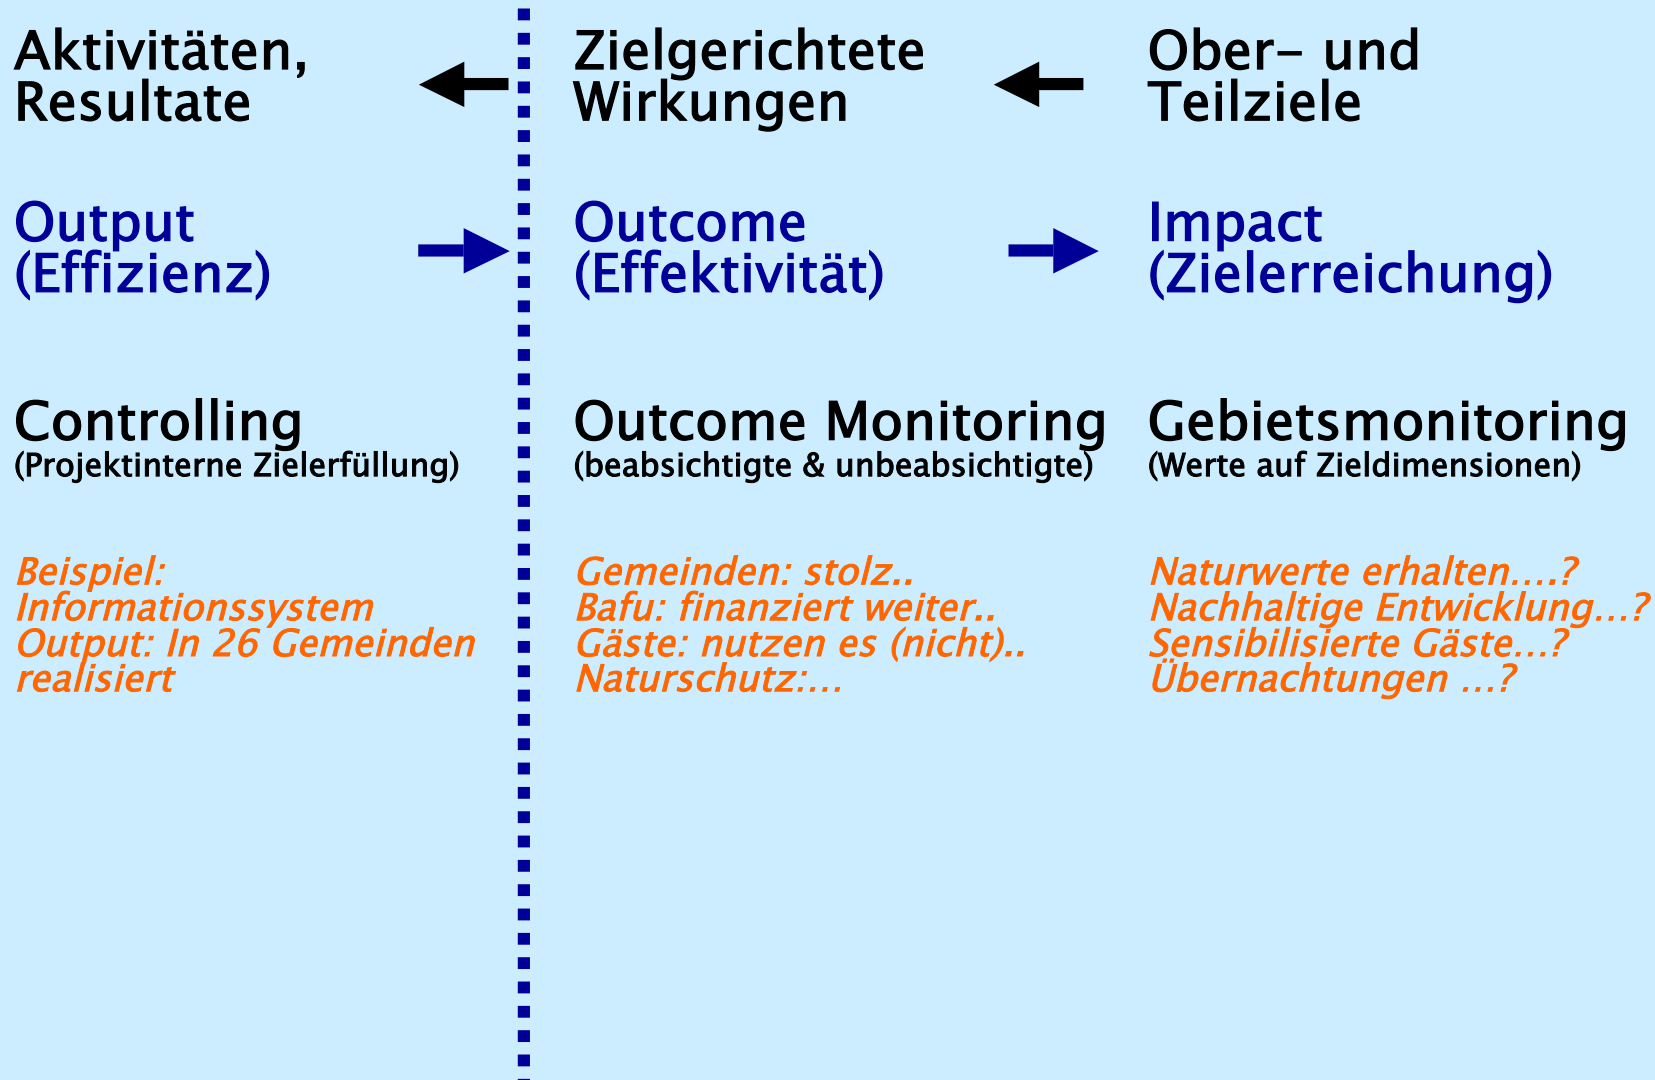 Aktivitäten,
Resultate
Zielgerichtete
Wirkungen
Ober- und
Teilziele
Output
(Effizienz)
Outcome
(Effektivität)
Impact
(Zielerreichung)
Controlling
(Projektinterne Zielerfüllung)
Outcome Monitoring
(beabsichtigte & unbeabsichtigte)
Gebietsmonitoring
(Werte auf Zieldimensionen)
Beispiel:
Informationssystem
Output: In 26 Gemeinden
realisiert
Gemeinden: stolz..
Bafu: finanziert weiter..
Gäste: nutzen es (nicht)..
Naturschutz:...
Naturwerte erhalten....?
Nachhaltige Entwicklung...?
Sensibilisierte Gäste...?
Übernachtungen ...?